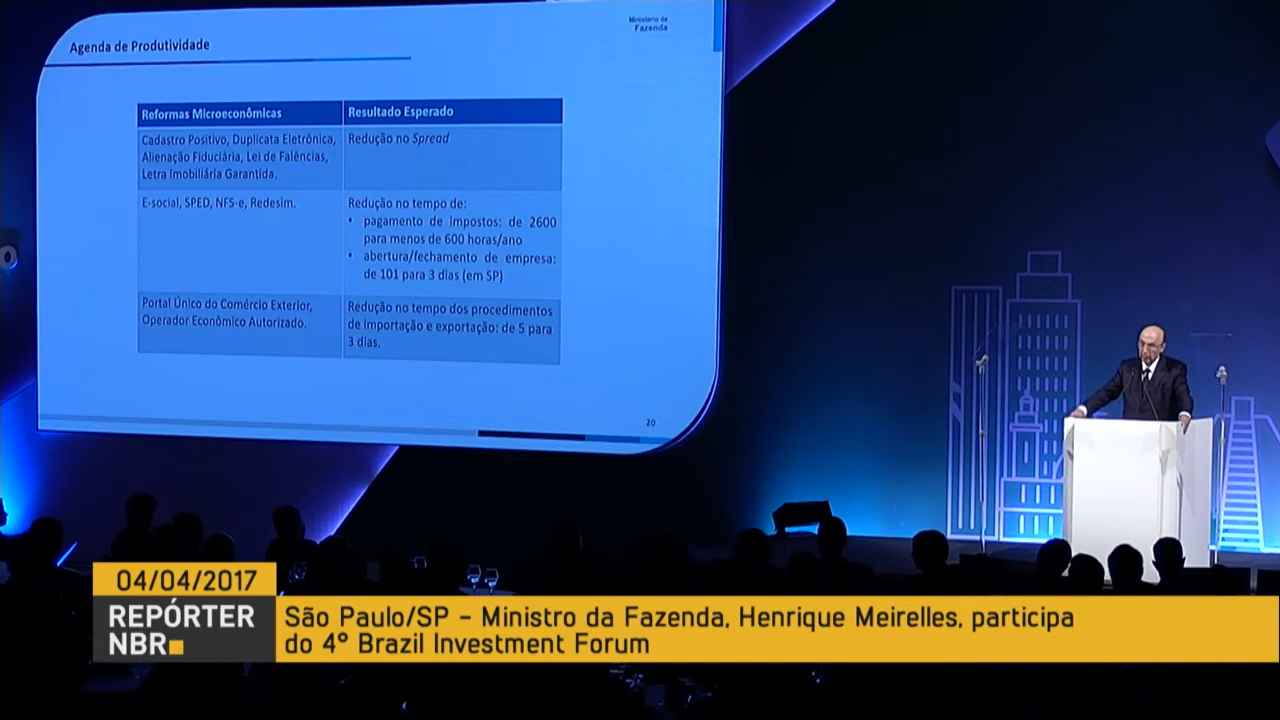 Ministério da
Fazenda
Agenda de Produtividade
Reformas Microeconômicas
Resultado Esperado
Cadastro Positivo, Duplicata Eletrônica,
Alienação Fiduciária, Lei de Falências,
Letra Imobiliária Garantida.
Redução no Spread
E-social, SPED, NFS-e, Redesim.
Redução no tempo de:
• pagamento de impostos: de 2600
para menos de 600 horas/ano
• abertura/fechamento de empresa:
de 101 para 3 dias (em SP)
Portal Único do Comércio Exterior,
Operador Econômico Autorizado.
Redução no tempo dos procedimentos
de importação e exportação: de 5 para
3 dias.
20
04/04/2017
REPÓRTER
NBR
São Paulo/SP - Ministro da Fazenda, Henrique Meirelles, participa
do 4º Brazil Investment Forum